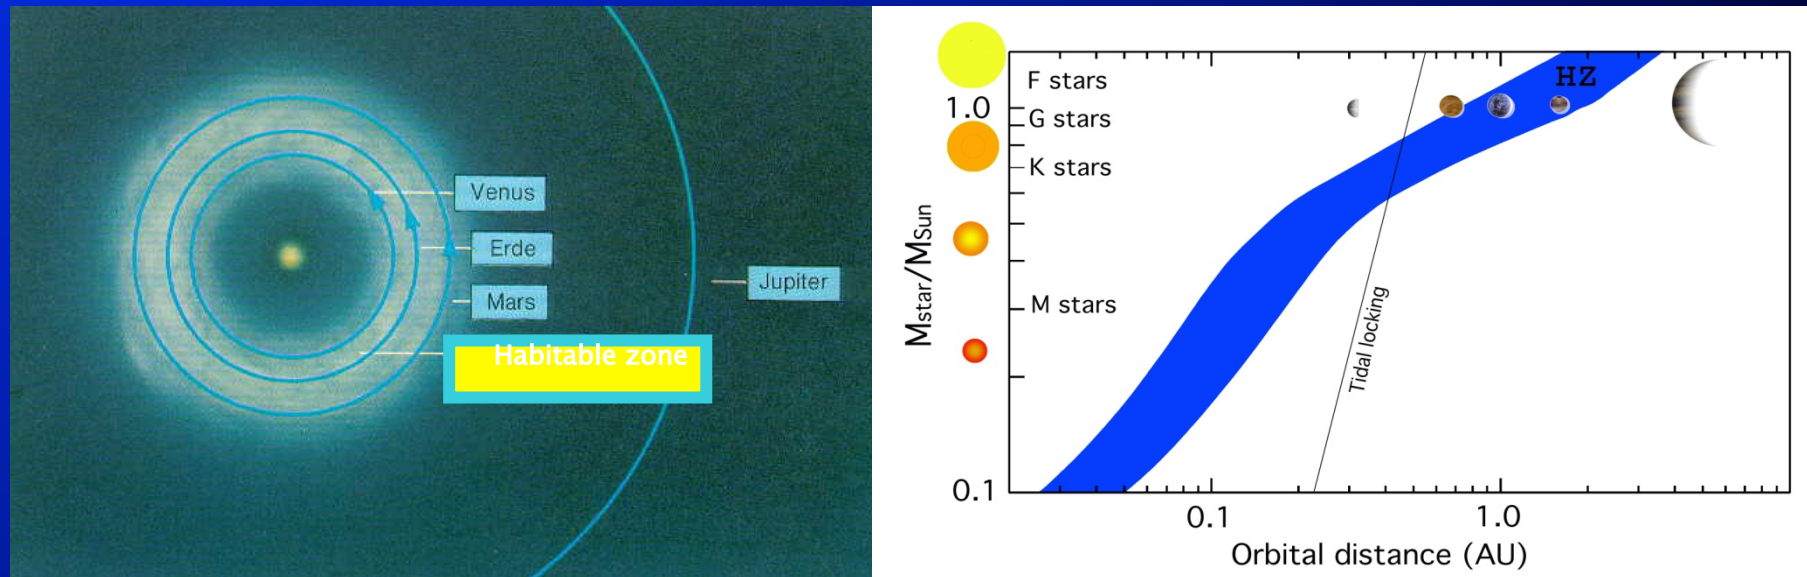 Venus
Erde
Mars
Jupiter
Habitable zone
F stars
1.0
G stars
K stars
M stars
0.1
Mstar/MSun
Tidal locking
HZ
0.1
1.0
Orbital distance (AU)